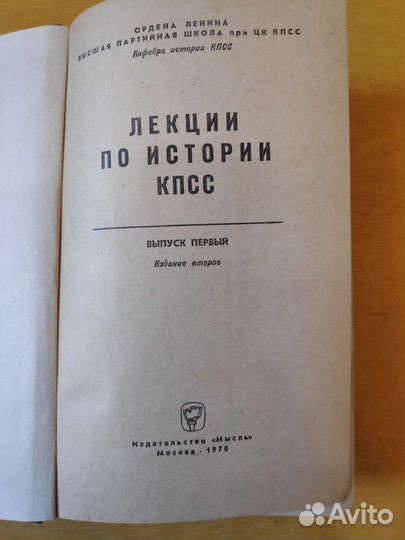 ОРДЕНА ЛЕНИНА
ВЫСШАЯ ПАРТИЙНАЯ ШКОЛА при ЦК КПСС
Кафедра истории КПСС
ЛЕКЦИИ
ПО ИСТОРИИ
КПСС
ВЫПУСК ПЕРВЫЙ
Издание второе
Издательство «Мысль»
Москва · 1970
Avito